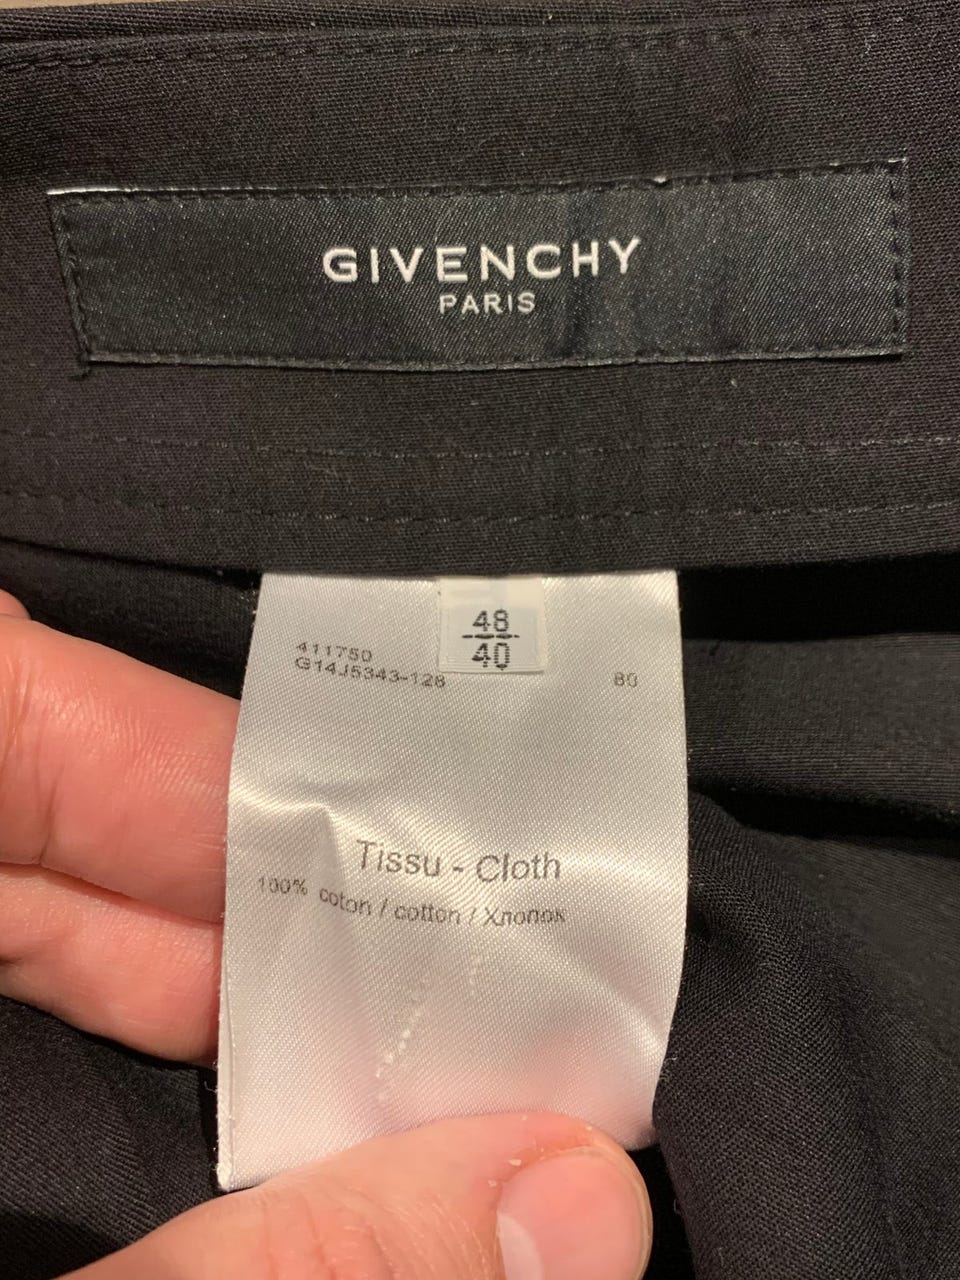 GIVENCHY
PARIS
48
40
411750
G14J5343-128
80
Tissu - Cloth
100% coton / cotton / Хлопок